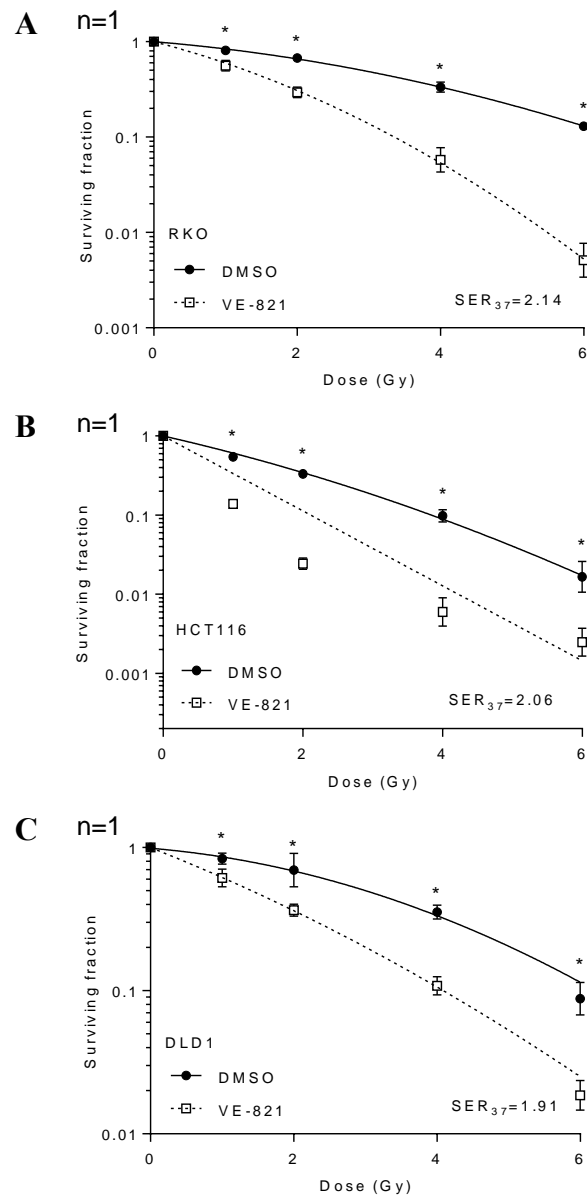 A
n=1
*
*
*
*
1
0.1
0.01
0.001
Surviving fraction
RKO
DMSO
VE-821
SER37=2.14
0
2
4
6
Dose (Gy)
B
n=1
*
*
*
*
1
0.1
0.01
0.001
Surviving fraction
HCT116
DMSO
VE-821
SER37=2.06
0
2
4
6
Dose (Gy)
C
n=1
*
*
*
*
1
0.1
0.01
Surviving fraction
DLD1
DMSO
VE-821
SER37=1.91
0
2
4
6
Dose (Gy)